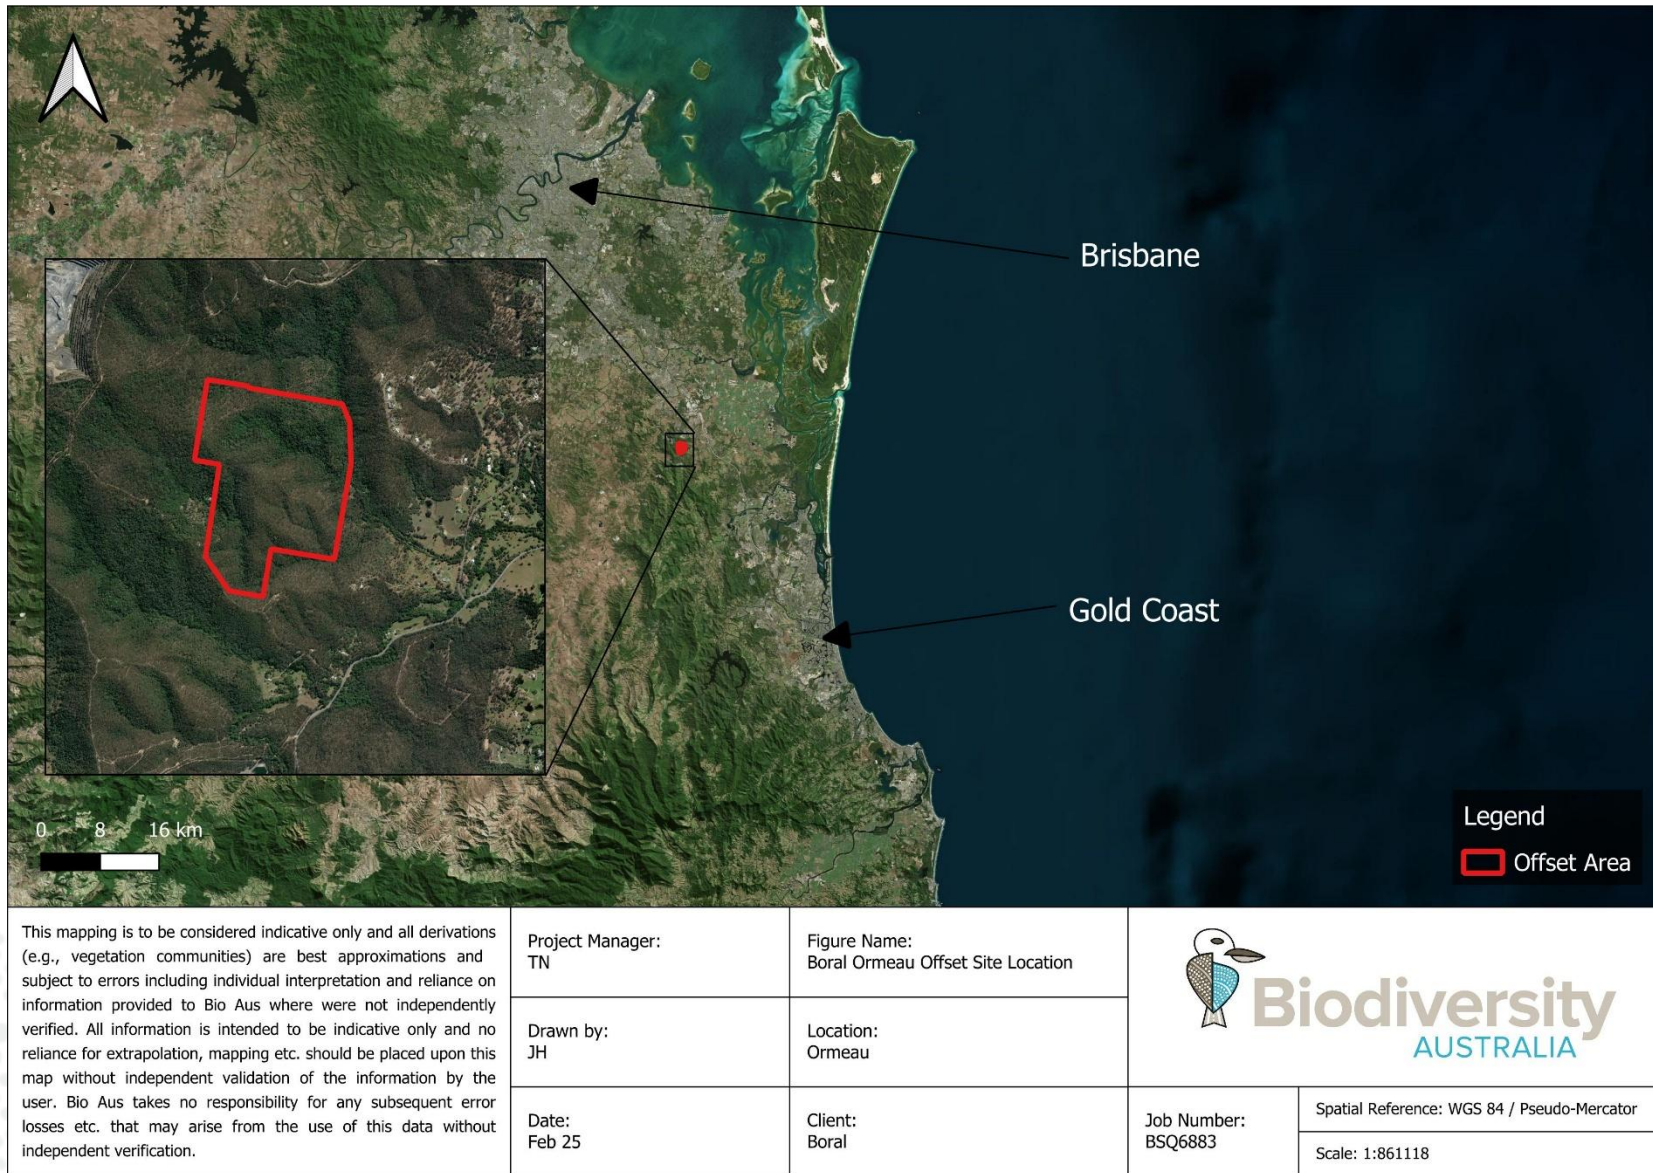 Brisbane
Gold Coast
0 8 16 km
Legend
Offset Area
This mapping is to be considered indicative only and all derivations
(e.g., vegetation communities) are best approximations and
subject to errors including individual interpretation and reliance on
information provided to Bio Aus where were not independently
verified. All information is intended to be indicative only and no
reliance for extrapolation, mapping etc. should be placed upon this
map without independent validation of the information by the
user. Bio Aus takes no responsibility for any subsequent error
losses etc. that may arise from the use of this data without
independent verification.
Project Manager:
TN
Figure Name:
Boral Ormeau Offset Site Location
Drawn by:
JH
Location:
Ormeau
Date:
Feb 25
Client:
Boral
Biodiversity
AUSTRALIA
Job Number:
BSQ6883
Spatial Reference: WGS 84 / Pseudo-Mercator
Scale: 1:861118